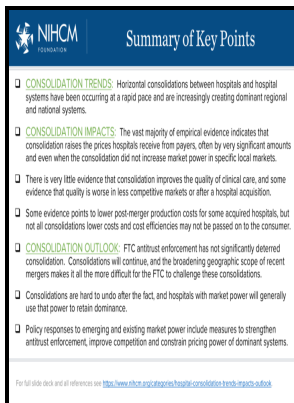 NIHCM
FOUNDATION
Summary of Key Points
❑ CONSOLIDATION TRENDS: Horizontal consolidations between hospitals and hospital
systems have been occurring at a rapid pace and are increasingly creating dominant regional
and national systems.
❑ CONSOLIDATION IMPACTS: The vast majority of empirical evidence indicates that
consolidation raises the prices hospitals receive from payers, often by very significant amounts
and even when the consolidation did not increase market power in specific local markets.
❑ There is very little evidence that consolidation improves the quality of clinical care, and some
evidence that quality is worse in less competitive markets or after a hospital acquisition.
❑ Some evidence points to lower post-merger production costs for some acquired hospitals, but
not all consolidations lower costs and cost efficiencies may not be passed on to the consumer.
❑ CONSOLIDATION OUTLOOK: FTC antitrust enforcement has not significantly deterred
consolidation. Consolidations will continue, and the broadening geographic scope of recent
mergers makes it all the more difficult for the FTC to challenge these consolidations.
❑ Consolidations are hard to undo after the fact, and hospitals with market power will generally
use that power to retain dominance.
❑ Policy responses to emerging and existing market power include measures to strengthen
antitrust enforcement, improve competition and constrain pricing power of dominant systems.
For full slide deck and all references see https://www.nihcm.org/categories/hospital-consolidation-trends-impacts-outlook